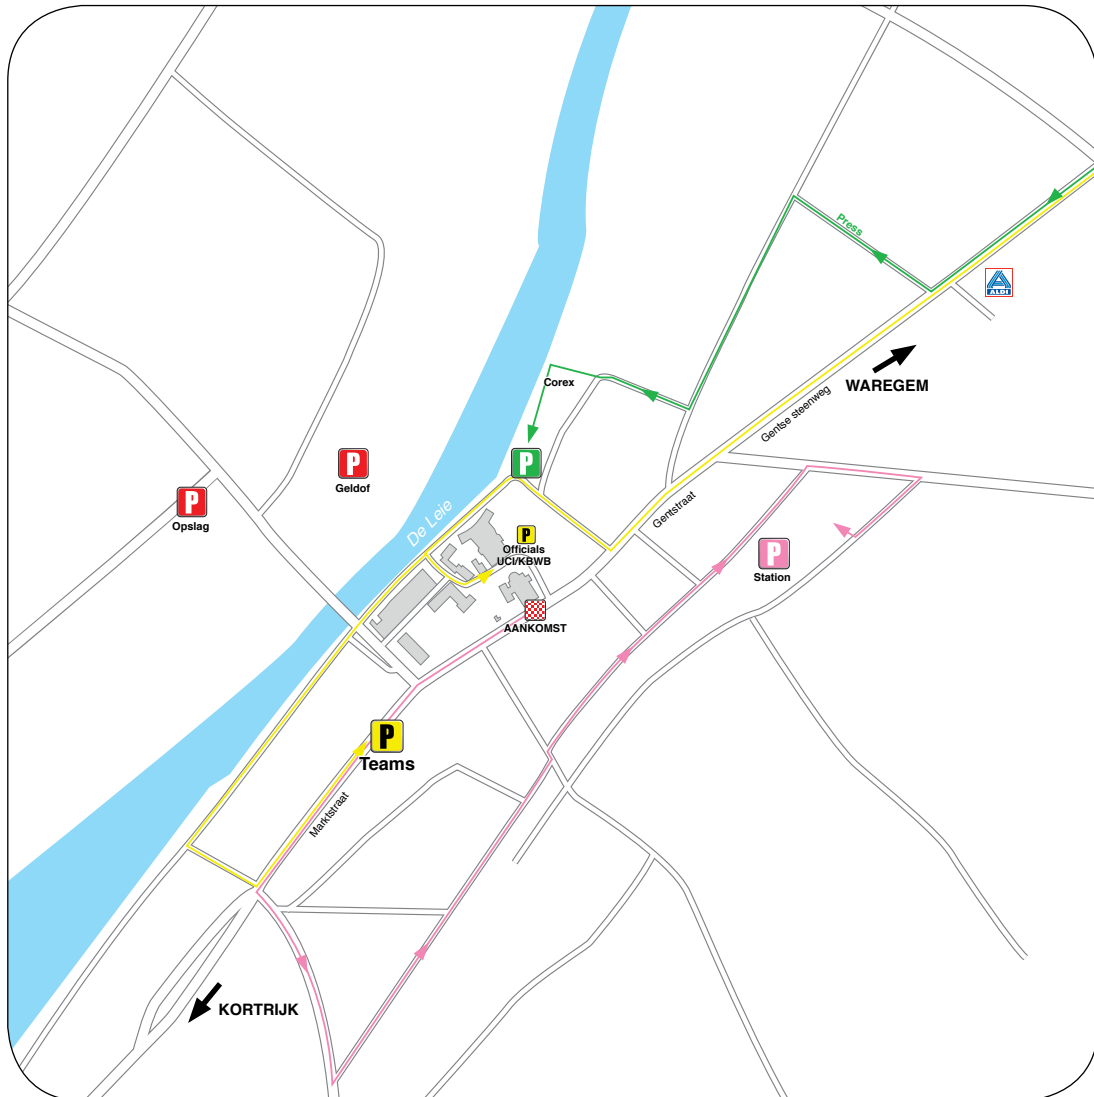 Press
ALDI
WAREGEM
Corex
Gentse steenweg
P
P
Geldof
P
Opslag
De Leie
Gentstraat
P
Officials
UCI/KBWB
P
Station
AANKOMST
P
Teams
Marktstraat
KORTRIJK